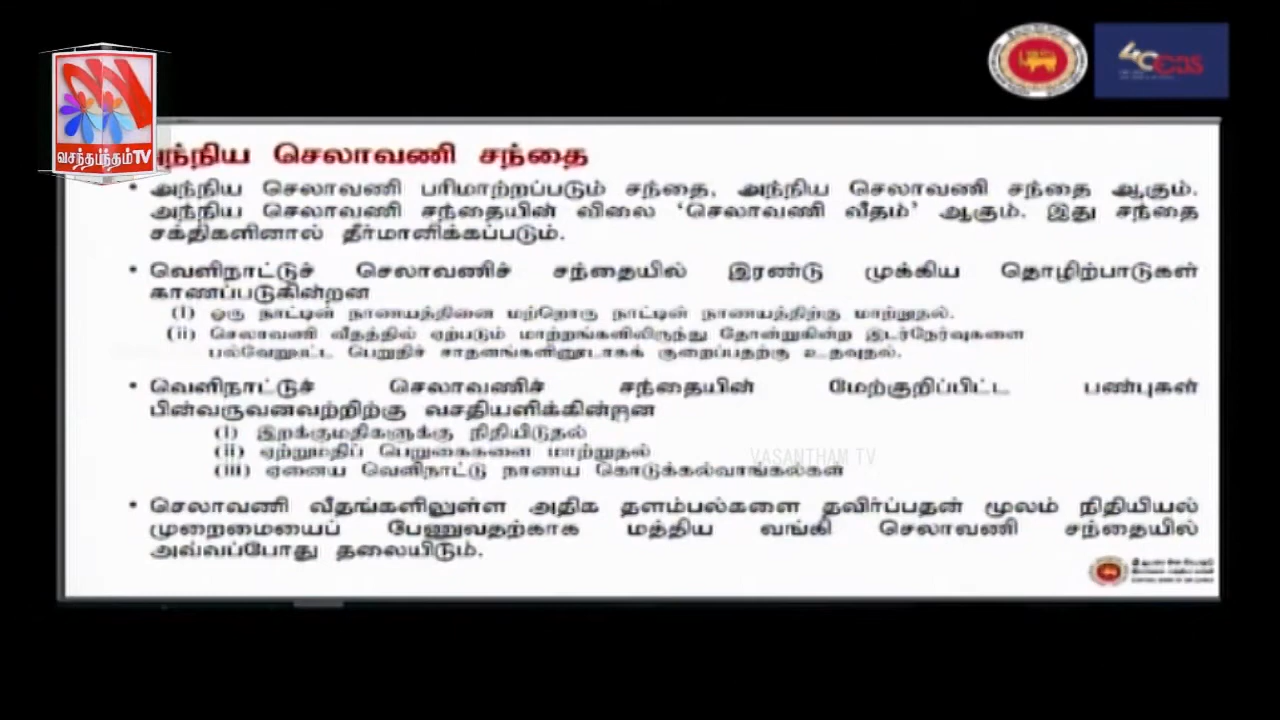 வசந்தம்TV
அந்நிய செலாவணி சந்தை
• அந்நிய செலாவணி பரிமாற்றப்படும் சந்தை, அந்நிய செலாவணி சந்தை ஆகும்.
அந்நிய செலாவணி சந்தையின் விலை ‘செலாவணி வீதம்’ ஆகும். இது சந்தை
சக்திகளினால் தீர்மானிக்கப்படும்.
• வெளிநாட்டுச் செலாவணிச் சந்தையில் இரண்டு முக்கிய தொழிற்பாடுகள்
காணப்படுகின்றன
(i) ஒரு நாட்டின் நாணயத்தினை மற்றொரு நாட்டின் நாணயத்திற்கு மாற்றுதல்.
(ii) செலாவணி வீதத்தில் ஏற்படும் மாற்றங்களிலிருந்து தோன்றுகின்ற இடர்நேர்வுகளை
பல்வேறுபட்ட பெறுதிச் சாதனங்களினூடாகக் குறைப்பதற்கு உதவுதல்.
• வெளிநாட்டுச் செலாவணிச் சந்தையின் மேற்குறிப்பிட்ட பண்புகள்
பின்வருவனவற்றிற்கு வசதியளிக்கின்றன
(i) இறக்குமதிகளுக்கு நிதியிடுதல்
(ii) ஏற்றுமதிப் பெறுகைகளை மாற்றுதல்
(iii) ஏனைய வெளிநாட்டு நாணய கொடுக்கல்வாங்கல்கள்
VASANTHAM TV
• செலாவணி வீதங்களிலுள்ள அதிக தளம்பல்களை தவிர்ப்பதன் மூலம் நிதியியல்
முறைமையைப் பேணுவதற்காக மத்திய வங்கி செலாவணி சந்தையில்
அவ்வப்போது தலையிடும்.